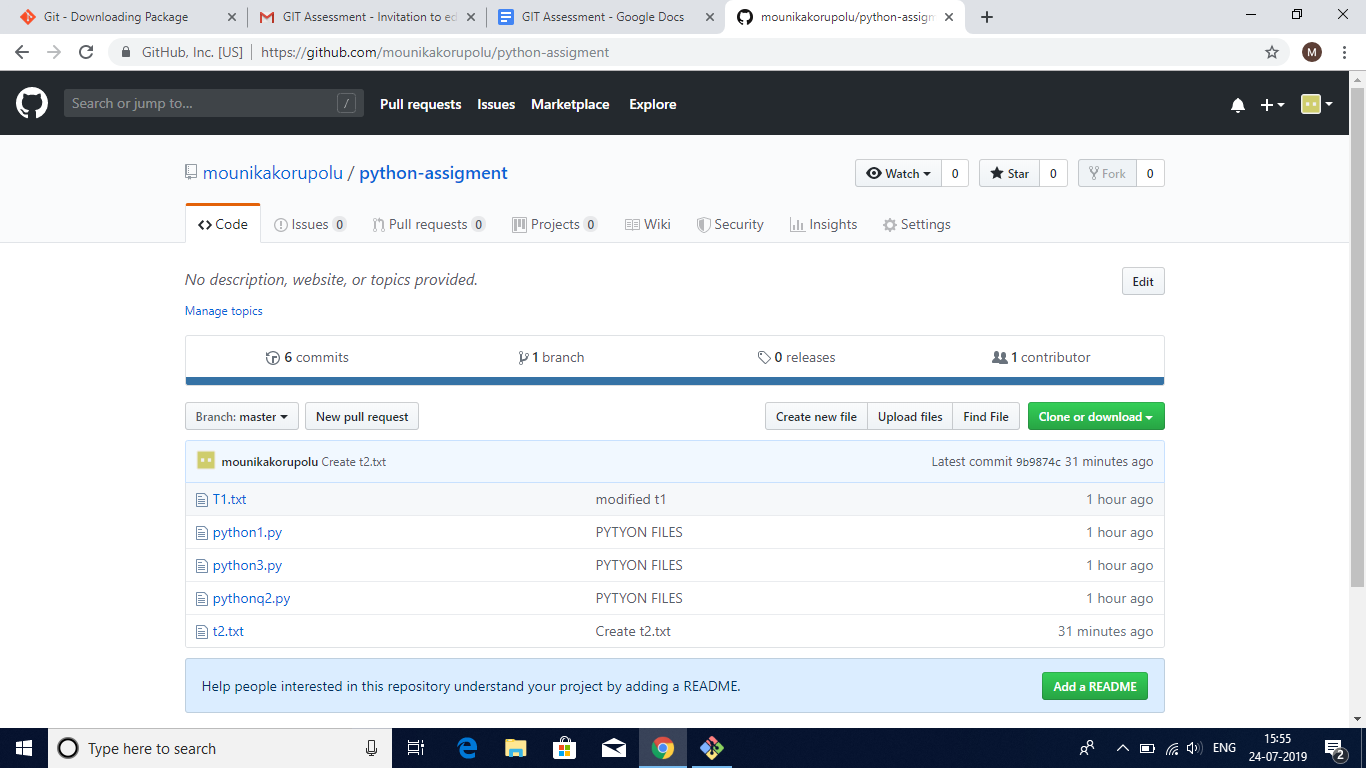 Git - Downloading Package
GIT Assessment - Invitation to ed
GIT Assessment - Google Docs
mounikakorupolu/python-assigm
GitHub, Inc. [US]
https://github.com/mounikakorupolu/python-assigment
M
Search or jump to...
/
Pull requests
Issues
Marketplace
Explore
mounikakorupolu / python-assigment
Watch 0
Star 0
Fork 0
Code
Issues 0
Pull requests 0
Projects 0
Wiki
Security
Insights
Settings
No description, website, or topics provided.
Edit
Manage topics
6 commits
1 branch
0 releases
1 contributor
Branch: master
New pull request
Create new file
Upload files
Find File
Clone or download
mounikakorupolu Create t2.txt
Latest commit 9b9874c 31 minutes ago
T1.txt
modified t1
1 hour ago
python1.py
PYTYON FILES
1 hour ago
python3.py
PYTYON FILES
1 hour ago
pythonq2.py
PYTYON FILES
1 hour ago
t2.txt
Create t2.txt
31 minutes ago
Help people interested in this repository understand your project by adding a README.
Add a README
Type here to search
ENG
15:55
24-07-2019
2